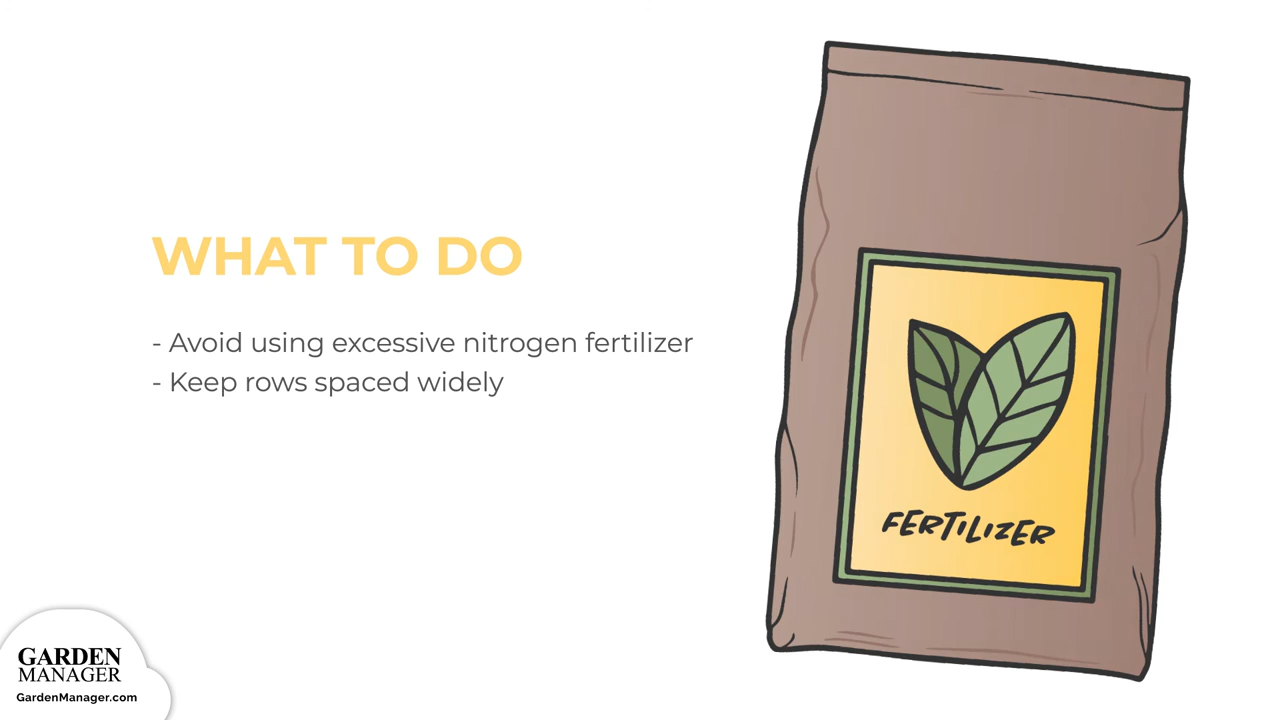 WHAT TO DO
- Avoid using excessive nitrogen fertilizer
- Keep rows spaced widely
FERTILIZER
GARDEN
MANAGER
GardenManager.com